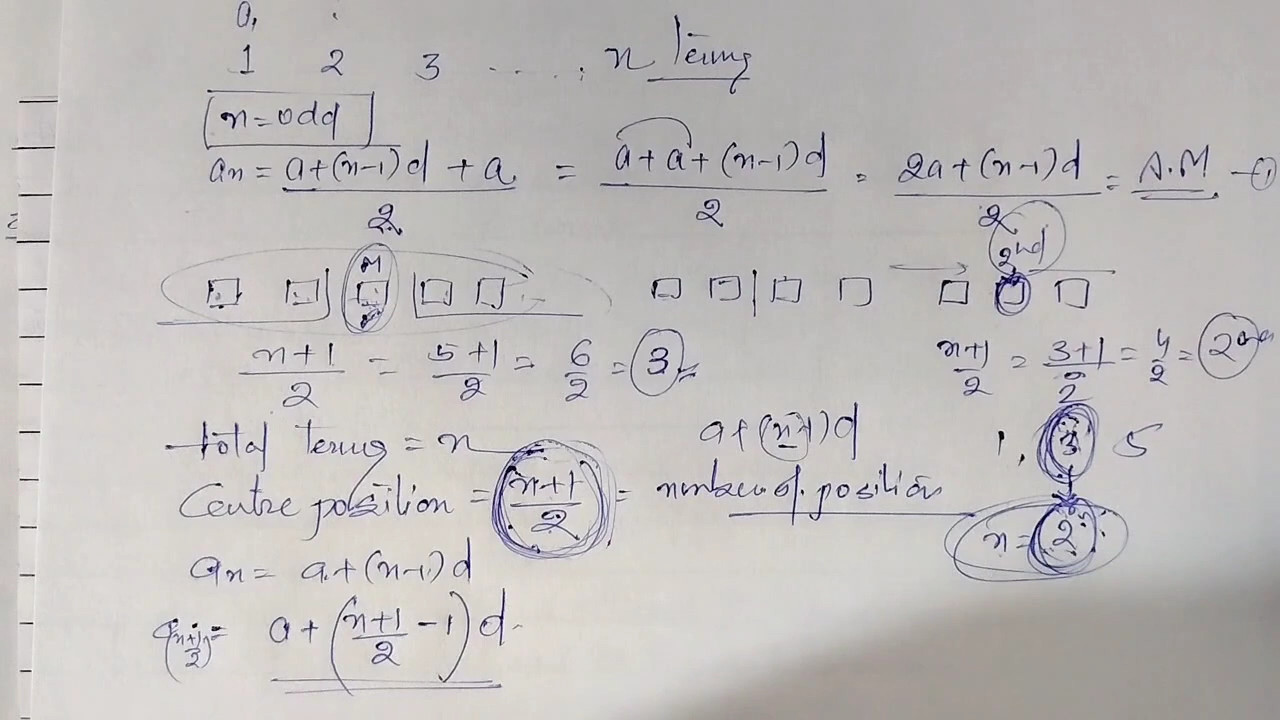 a,
1 2 3 ..... n terms
n=odd
an = a+(n-1)d + a / 2 = a+a+(n-1)d / 2 = 2a+(n-1)d / 2 = A.M -①
M 2nd
n+1/2 = 5+1/2 = 6/2 = 3 n+1/2 = 3+1/2 = 4/2 = 2
total terms = n a+(n-1)d 1, 3 5
Centre position = n+1/2 = number of position n= 2
an = a+(n-1)d
a(n+1/2) = a+(n+1/2 -1)d